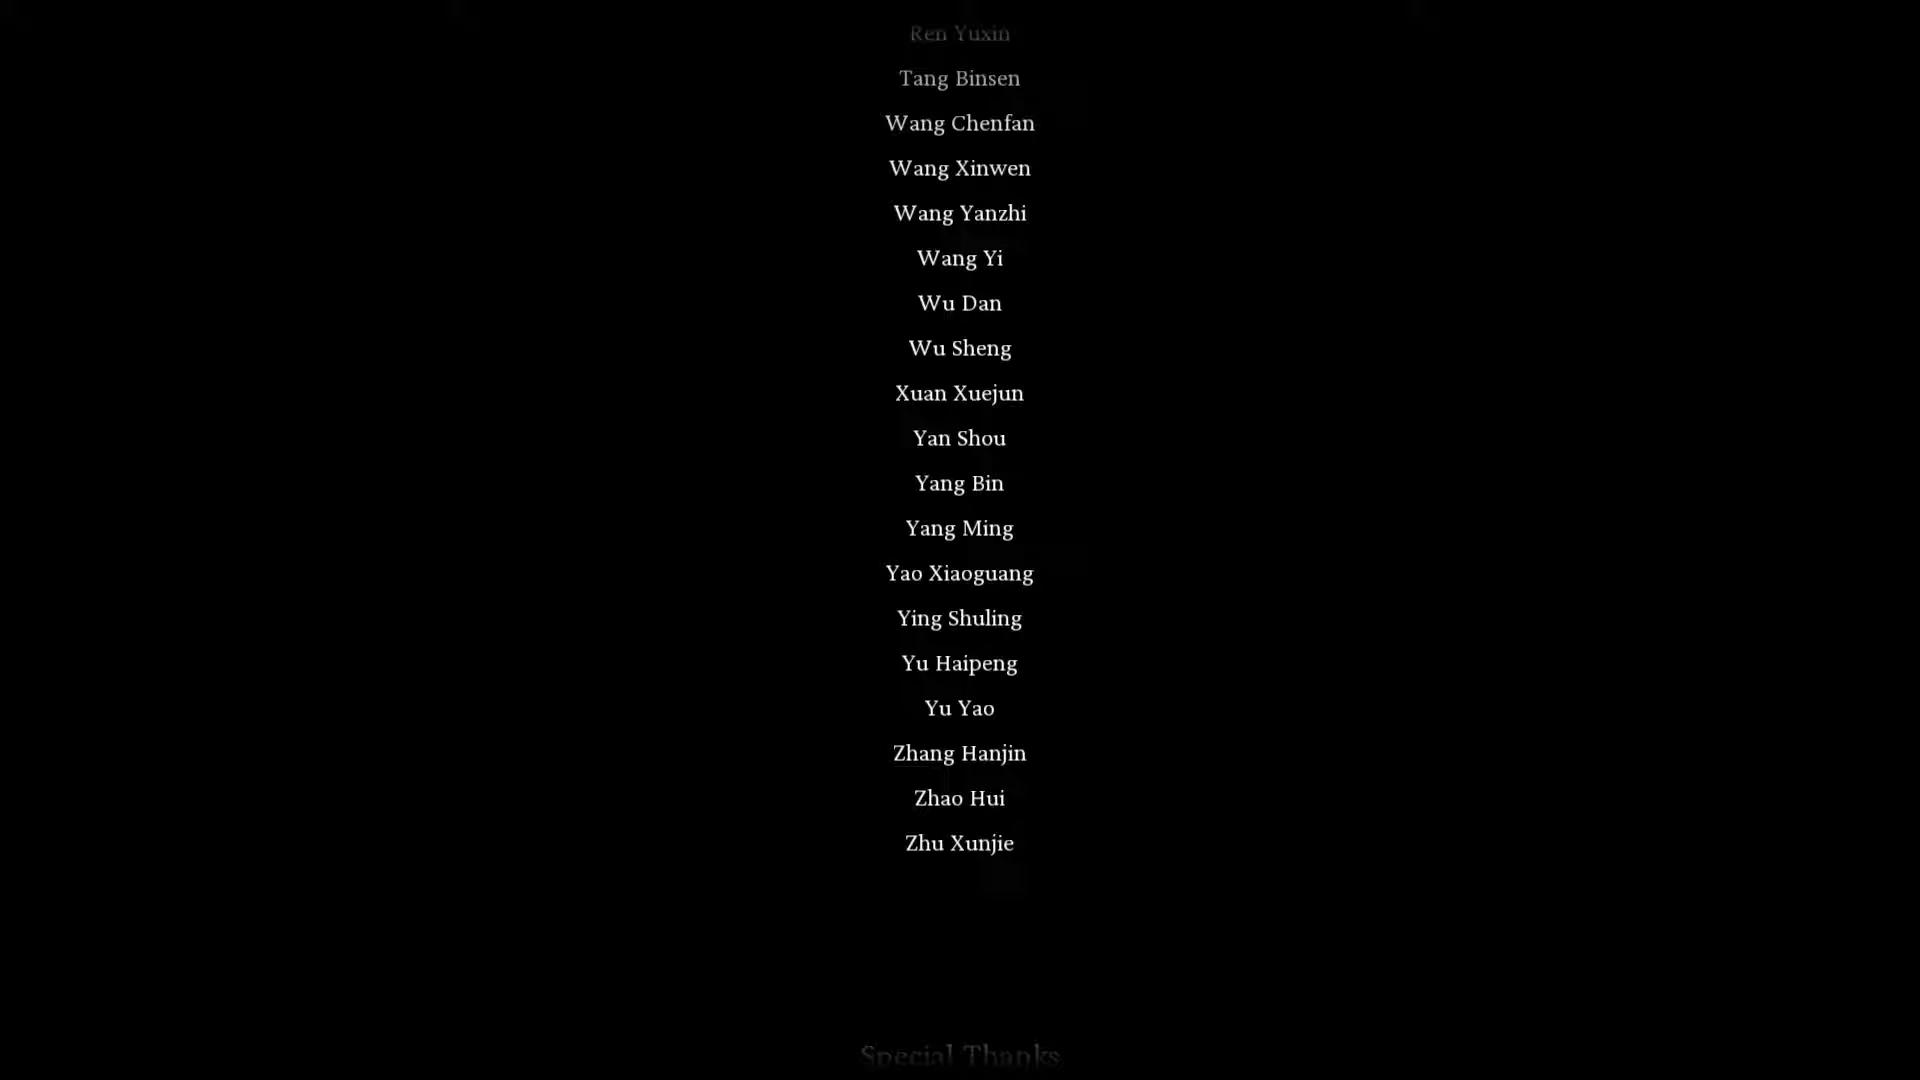 Ren Yuxin
Tang Binsen
Wang Chenfan
Wang Xinwen
Wang Yanzhi
Wang Yi
Wu Dan
Wu Sheng
Xuan Xuejun
Yan Shou
Yang Bin
Yang Ming
Yao Xiaoguang
Ying Shuling
Yu Haipeng
Yu Yao
Zhang Hanjin
Zhao Hui
Zhu Xunjie
Special Thanks